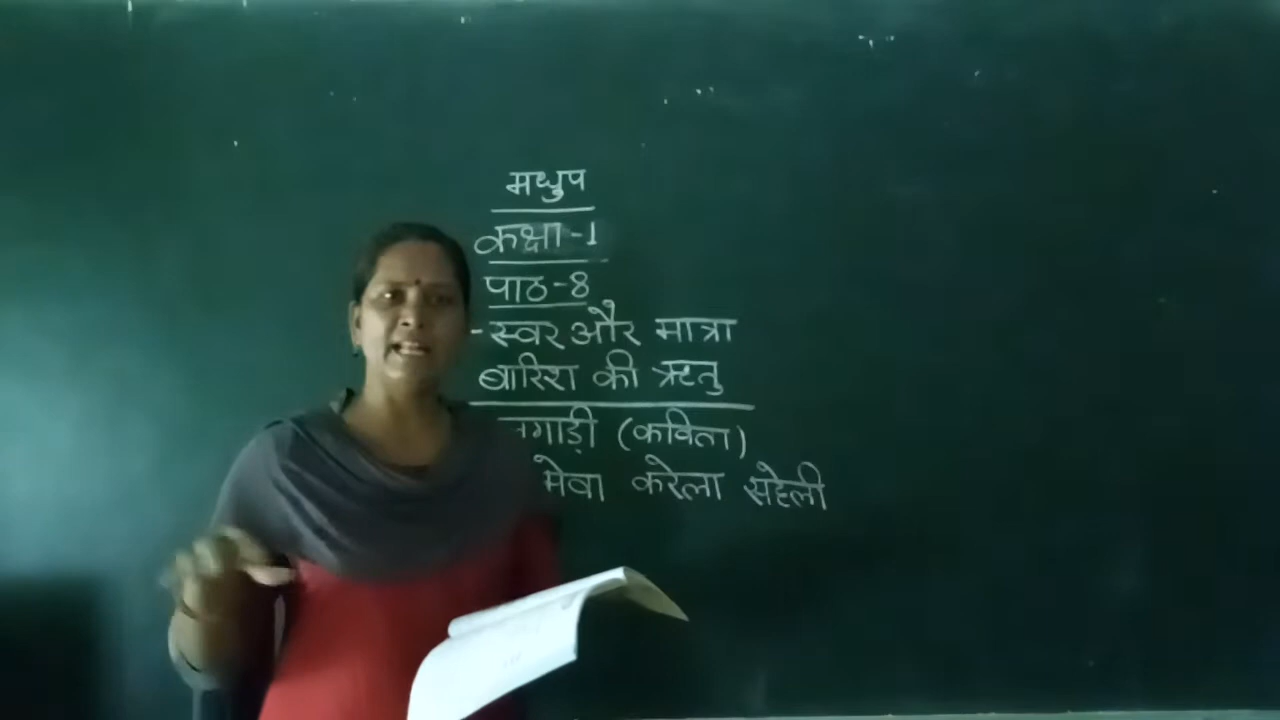 मधुप
कक्षा-1
पाठ-8
-स्वर और मात्रा
बारिश की ऋतु
गाड़ी (कविता)
मेवा करेला सहेली